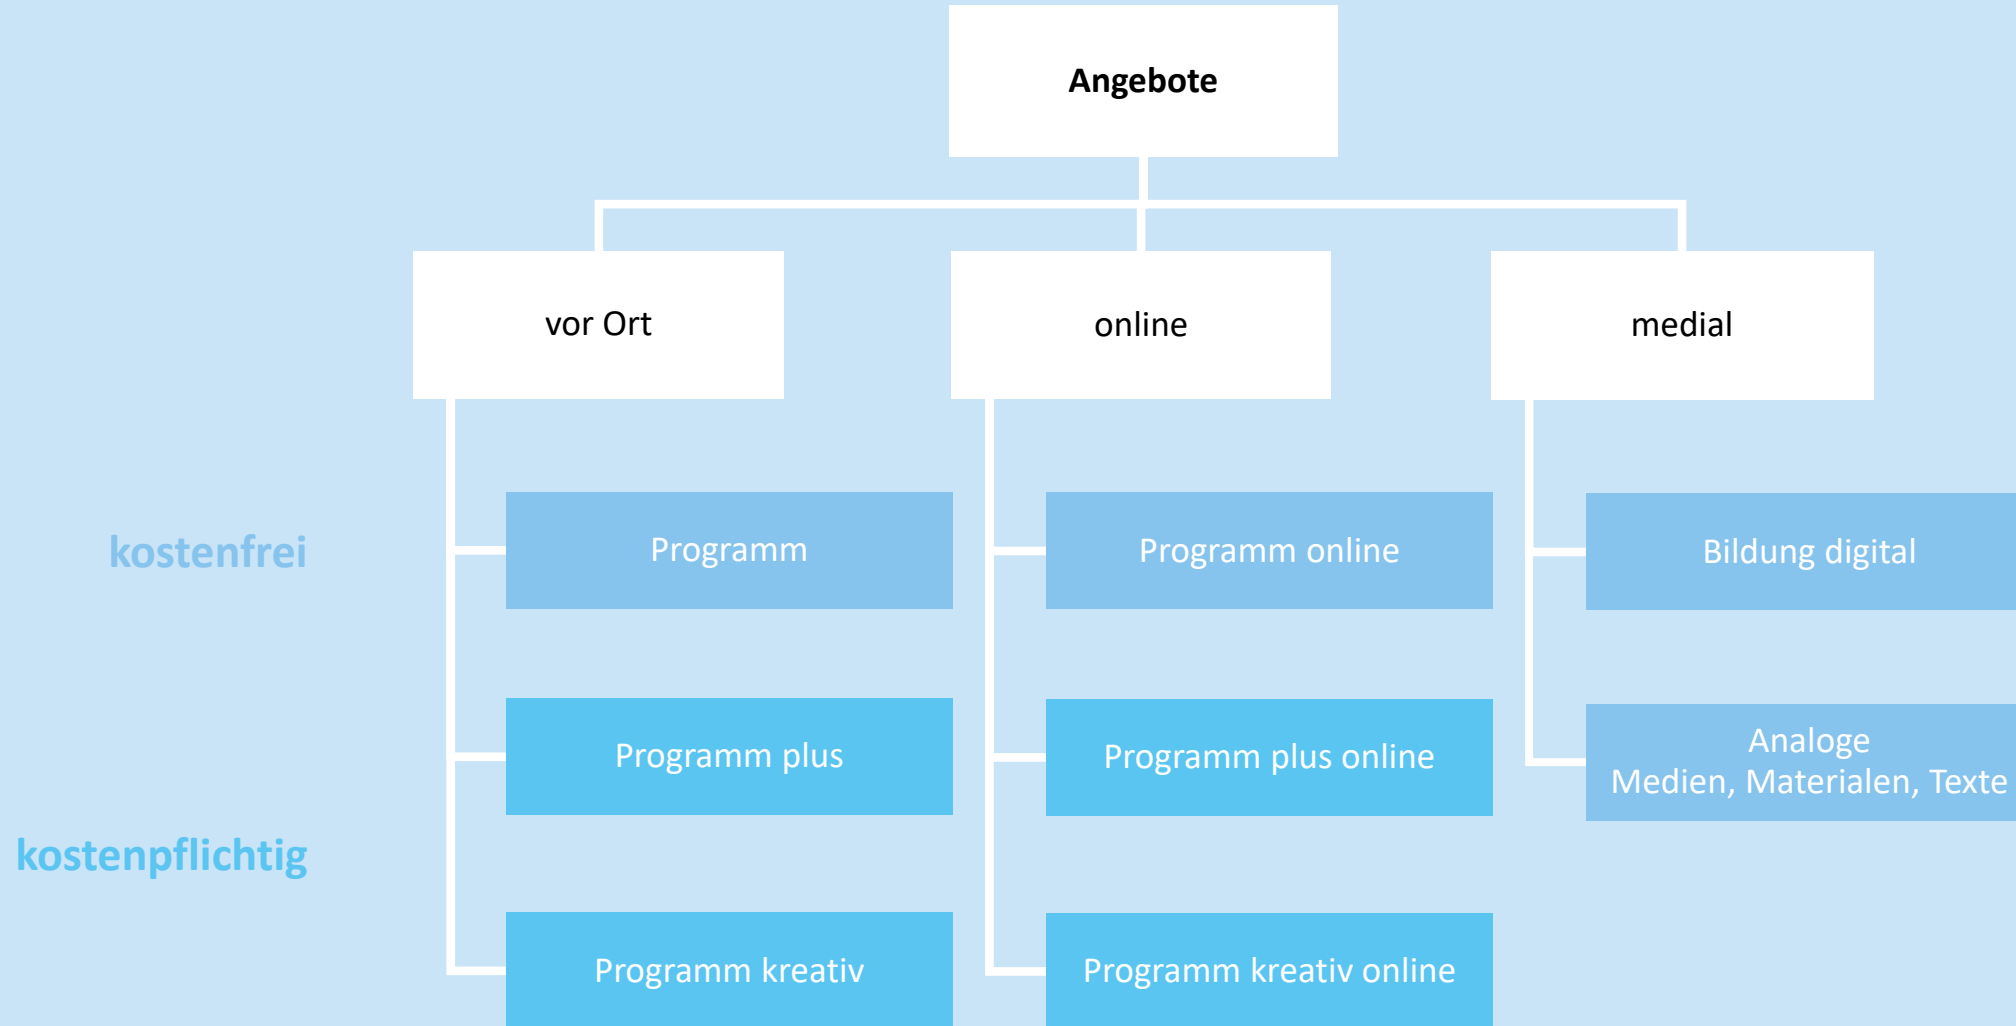 Angebote
vor Ort
online
medial
kostenfrei
Programm
Programm online
Bildung digital
Programm plus
Programm plus online
Analoge
Medien, Materialen, Texte
kostenpflichtig
Programm kreativ
Programm kreativ online